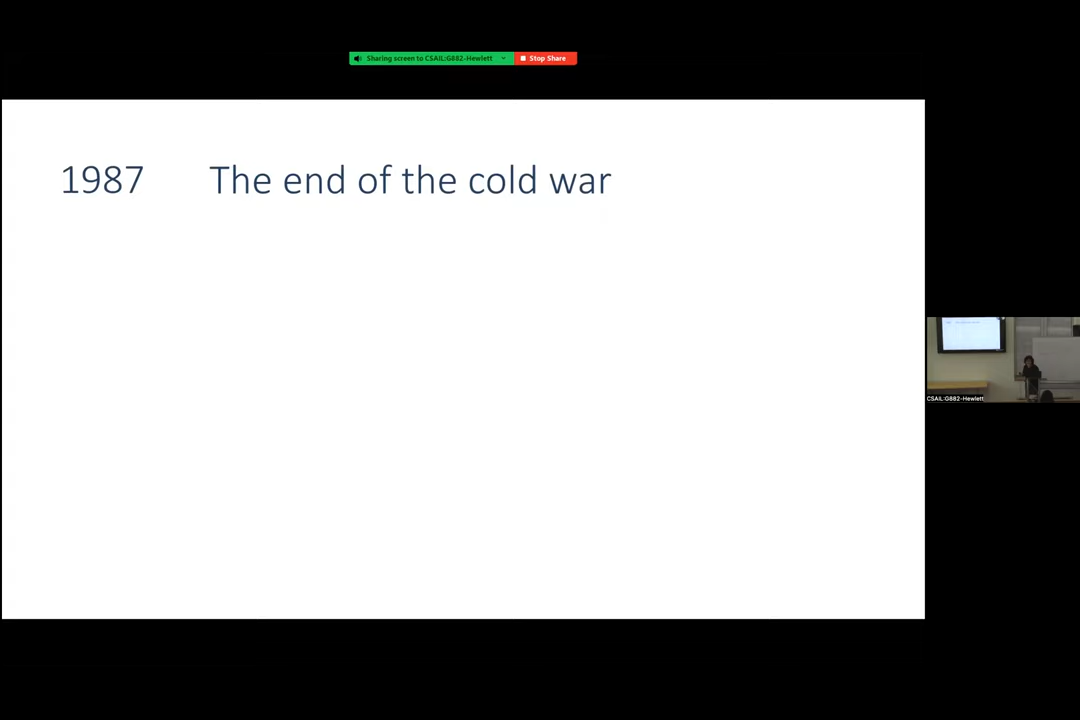 Sharing screen to CSAIL:G882-Hewlett
Stop Share
1987 The end of the cold war
CSAIL:G882-Hewlett